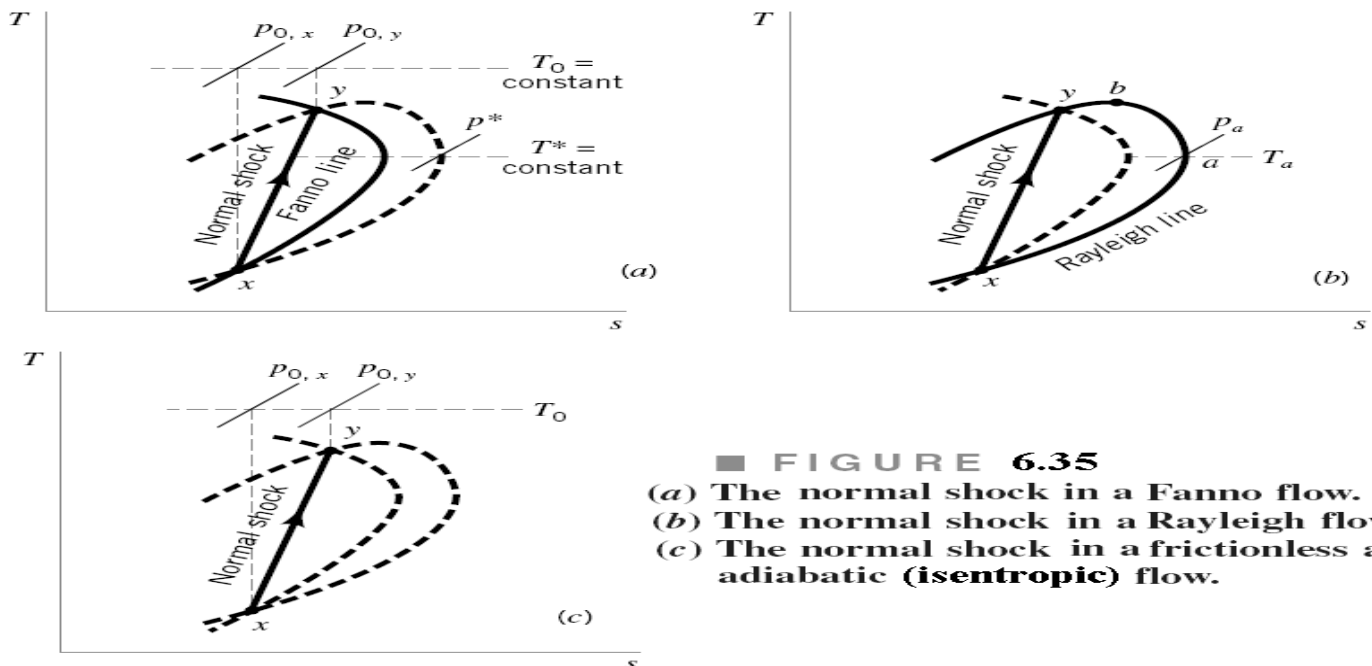 T
p0, x
p0, y
T0 =
constant
y
p*
T* =
constant
Normal shock
Fanno line
x
(a)
s
T
b
y
pa
a
Ta
Normal shock
Rayleigh line
x
(b)
s
T
p0, x
p0, y
T0
y
Normal shock
x
(c)
s
■ FIGURE 6.35
(a) The normal shock in a Fanno flow.
(b) The normal shock in a Rayleigh flo
(c) The normal shock in a frictionless a
adiabatic (isentropic) flow.